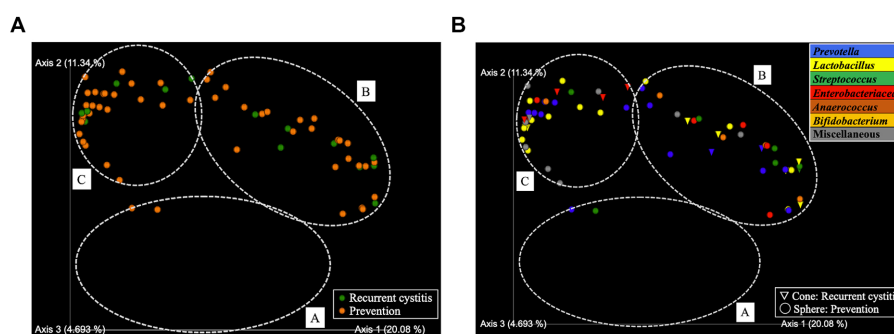 A
Axis 2 (11.34 %)
B
C
A
Recurrent cystitis
Prevention
Axis 3 (4.693 %)
Axis 1 (20.08 %)
B
Axis 2 (11.34 %)
Prevotella
Lactobacillus
Streptococcus
Enterobacteriacea
Anaerococcus
Bifidobacterium
Miscellaneous
B
C
A
Cone: Recurrent cystiti
Sphere: Prevention
Axis 3 (4.693 %)
Axis 1 (20.08 %)